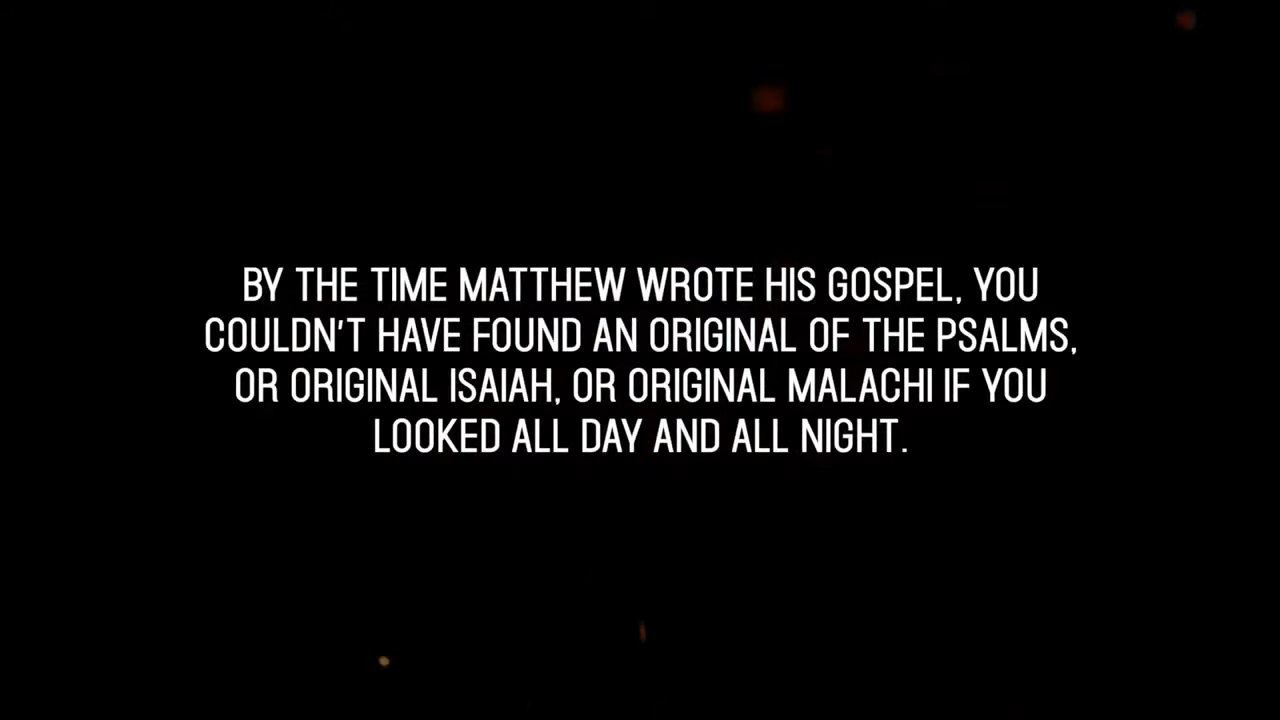 BY THE TIME MATTHEW WROTE HIS GOSPEL, YOU
COULDN'T HAVE FOUND AN ORIGINAL OF THE PSALMS,
OR ORIGINAL ISAIAH, OR ORIGINAL MALACHI IF YOU
LOOKED ALL DAY AND ALL NIGHT.